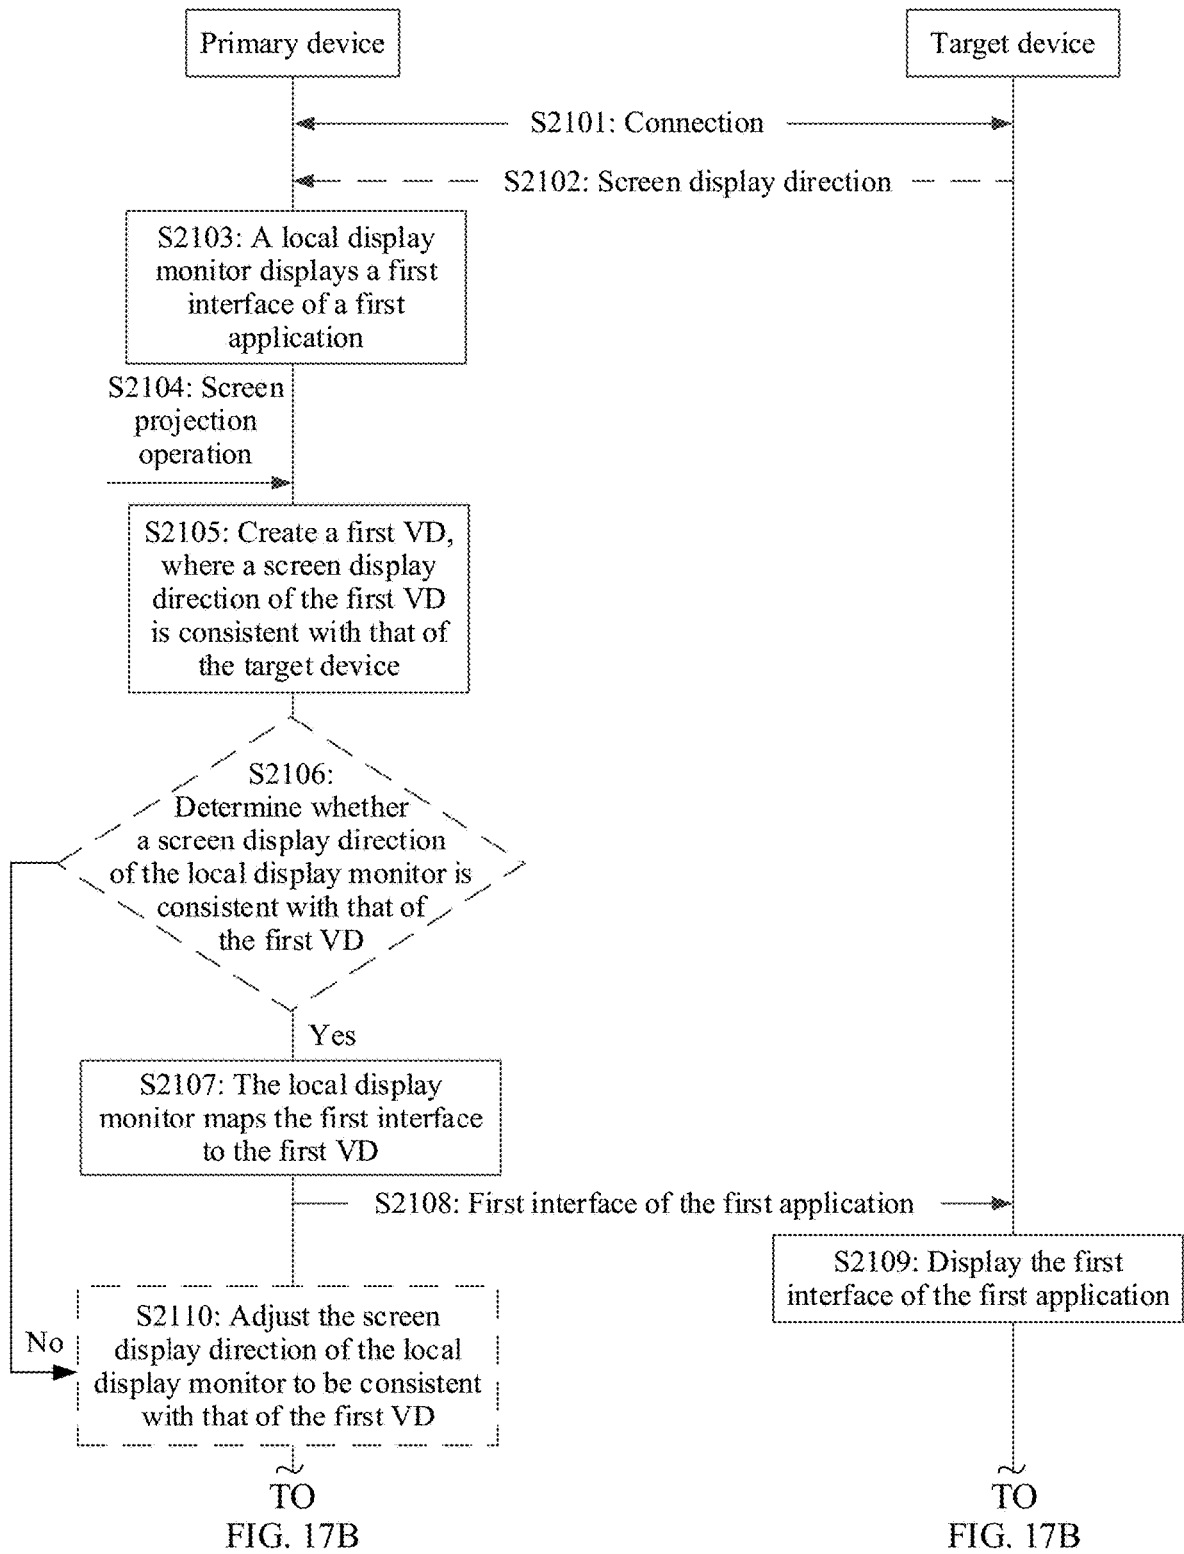 Primary device
Target device
S2101: Connection
S2102: Screen display direction
S2103: A local display
monitor displays a first
interface of a first
application
S2104: Screen
projection
operation
S2105: Create a first VD,
where a screen display
direction of the first VD
is consistent with that of
the target device
S2106:
Determine whether
a screen display direction
of the local display monitor is
consistent with that of
the first VD
Yes
S2107: The local display
monitor maps the first interface
to the first VD
S2108: First interface of the first application
S2109: Display the first
interface of the first application
No
S2110: Adjust the screen
display direction of the local
display monitor to be consistent
with that of the first VD
TO
FIG. 17B
TO
FIG. 17B